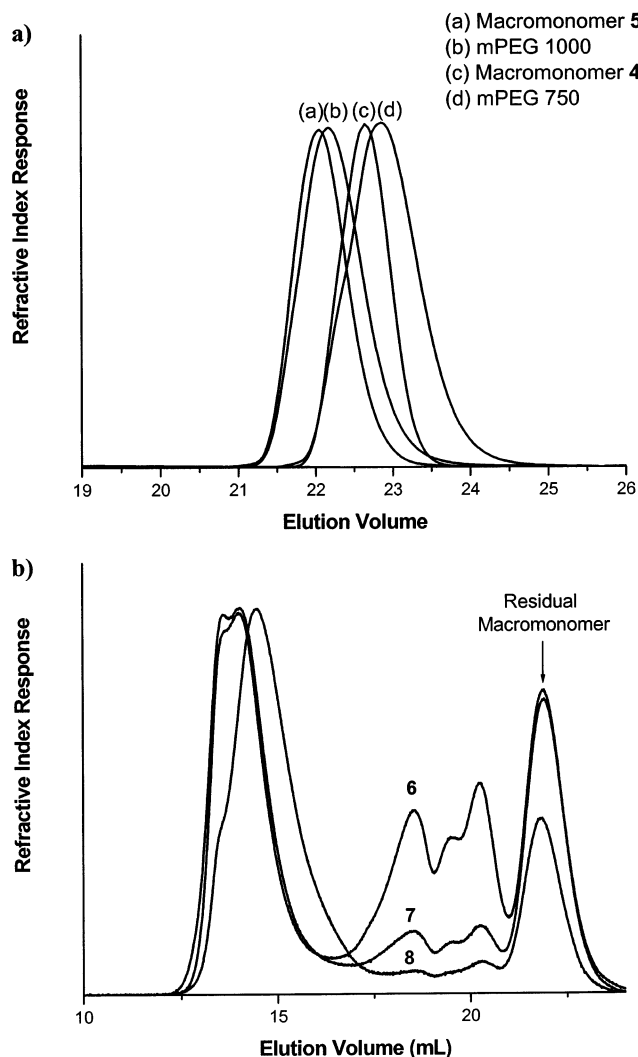 a)
(a) Macromonomer 5
(b) mPEG 1000
(c) Macromonomer 4
(d) mPEG 750
(a)(b) (c)(d)
Refractive Index Response
19 20 21 22 23 24 25 26
Elution Volume
b)
Residual
Macromonomer
6
7
8
Refractive Index Response
10 15 20
Elution Volume (mL)